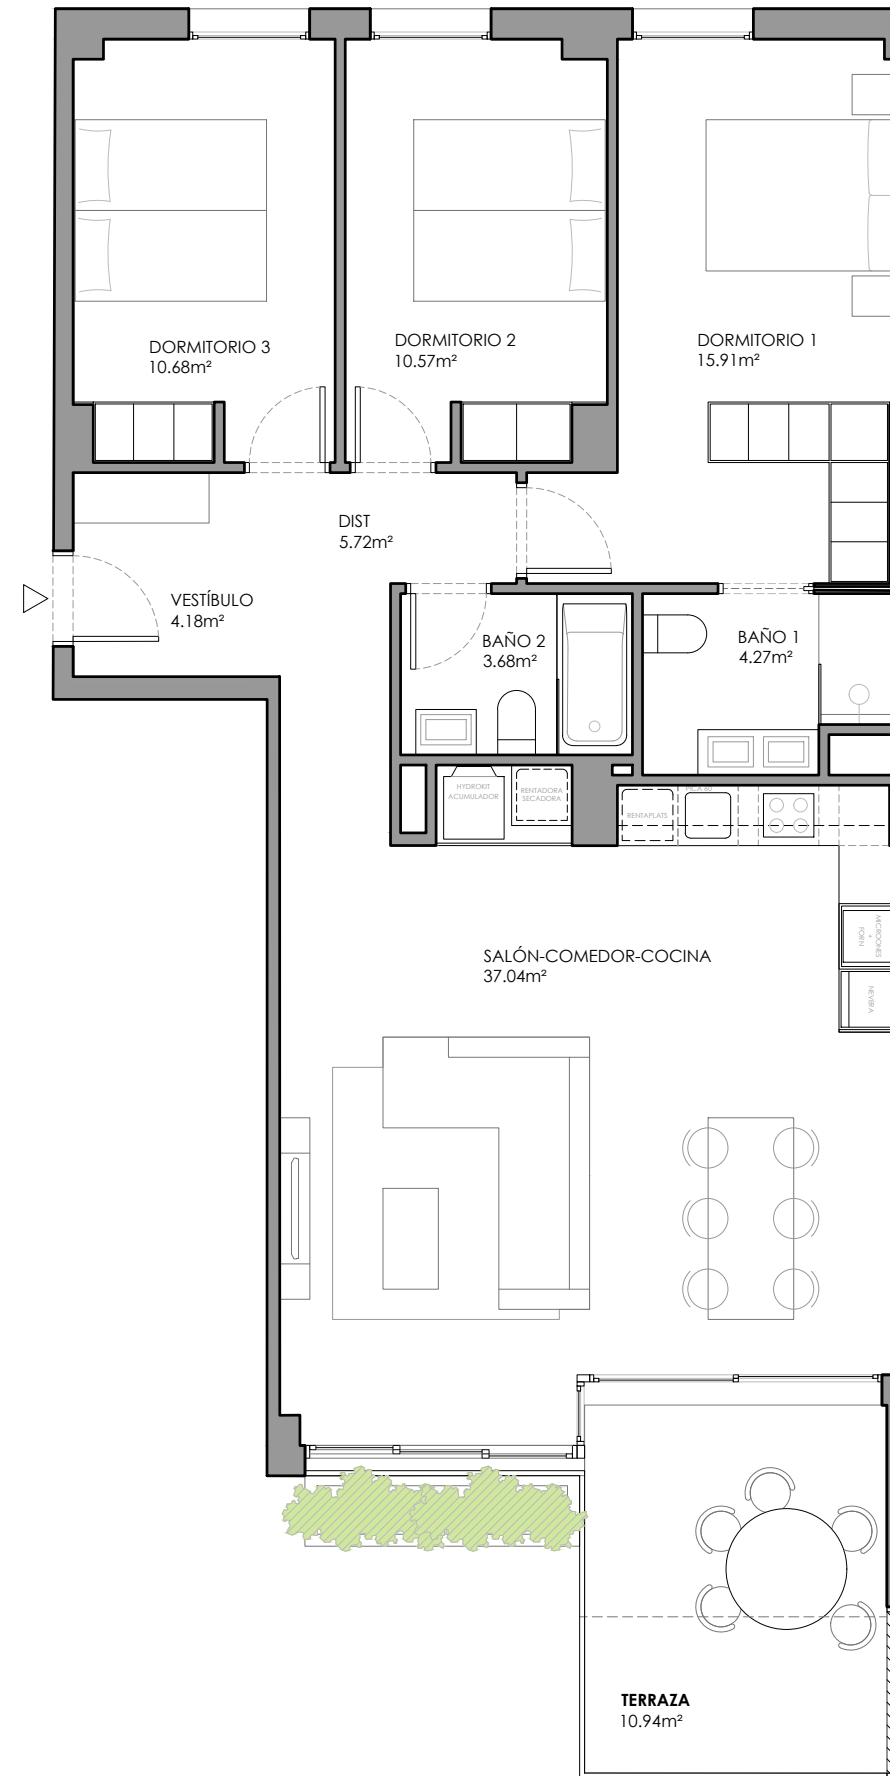 DORMITORIO 3
10.68m²
DORMITORIO 2
10.57m²
DORMITORIO 1
15.91m²
DIST
5.72m²
VESTÍBULO
4.18m²
BAÑO 2
3.68m²
BAÑO 1
4.27m²
HYDROKIT
ACUMULADOR
RENTADORA
SECADORA
RENTAPLATS
PICA 60
MICROONES
+
FORN
NEVERA
SALÓN-COMEDOR-COCINA
37.04m²
TERRAZA
10.94m²